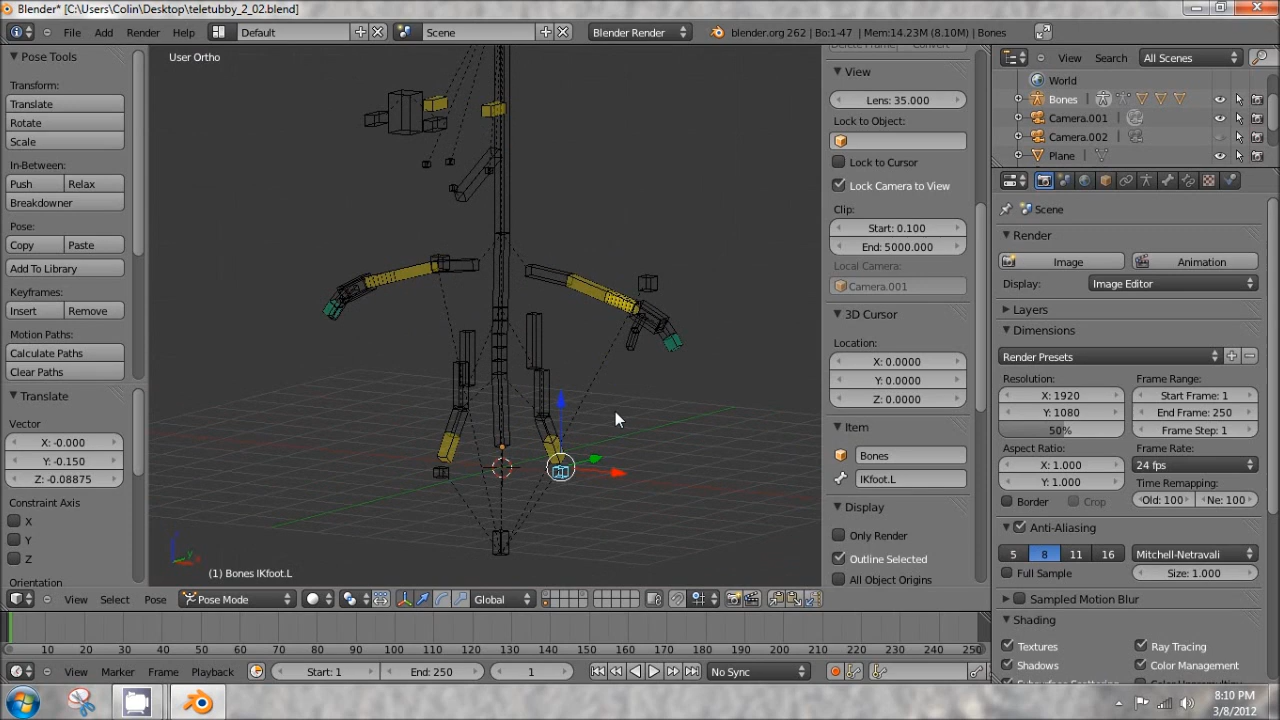 Blender* [C:\Users\Colin\Desktop\teletubby_2_02.blend]
File Add Render Help Default Scene Blender Render blender.org 262 | Bo:1-47 | Mem:14.23M (8.10M) | Bones
Pose Tools
Transform:
Translate
Rotate
Scale
In-Between:
Push Relax
Breakdowner
Pose:
Copy Paste
Add To Library
Keyframes:
Insert Remove
Motion Paths:
Calculate Paths
Clear Paths
Translate
Vector
X: -0.000
Y: -0.150
Z: -0.08875
Constraint Axis
X
Y
Z
Orientation
User Ortho
(1) Bones IKfoot.L
View Select Pose Pose Mode Global
Delete Frame Convert
View
Lens: 35.000
Lock to Object:
Lock to Cursor
Lock Camera to View
Clip:
Start: 0.100
End: 5000.000
Local Camera:
Camera.001
3D Cursor
Location:
X: 0.0000
Y: 0.0000
Z: 0.0000
Item
Bones
IKfoot.L
Display
Only Render
Outline Selected
All Object Origins
View Search All Scenes
World
Bones
Camera.001
Camera.002
Plane
Scene
Render
Image Animation
Display: Image Editor
Layers
Dimensions
Render Presets
Resolution: Frame Range:
X: 1920 Start Frame: 1
Y: 1080 End Frame: 250
50% Frame Step: 1
Aspect Ratio: Frame Rate:
X: 1.000 24 fps
Y: 1.000 Time Remapping:
Border Crop Old: 100 Ne: 100
Anti-Aliasing
5 8 11 16 Mitchell-Netravali
Full Sample Size: 1.000
Sampled Motion Blur
Shading
Textures Ray Tracing
Shadows Color Management
10 20 30 40 50 60 70 80 90 100 110 120 130 140 150 160 170 180 190 200 210 220 230 240 250
View Marker Frame Playback Start: 1 End: 250 1 No Sync
8:10 PM
3/8/2012